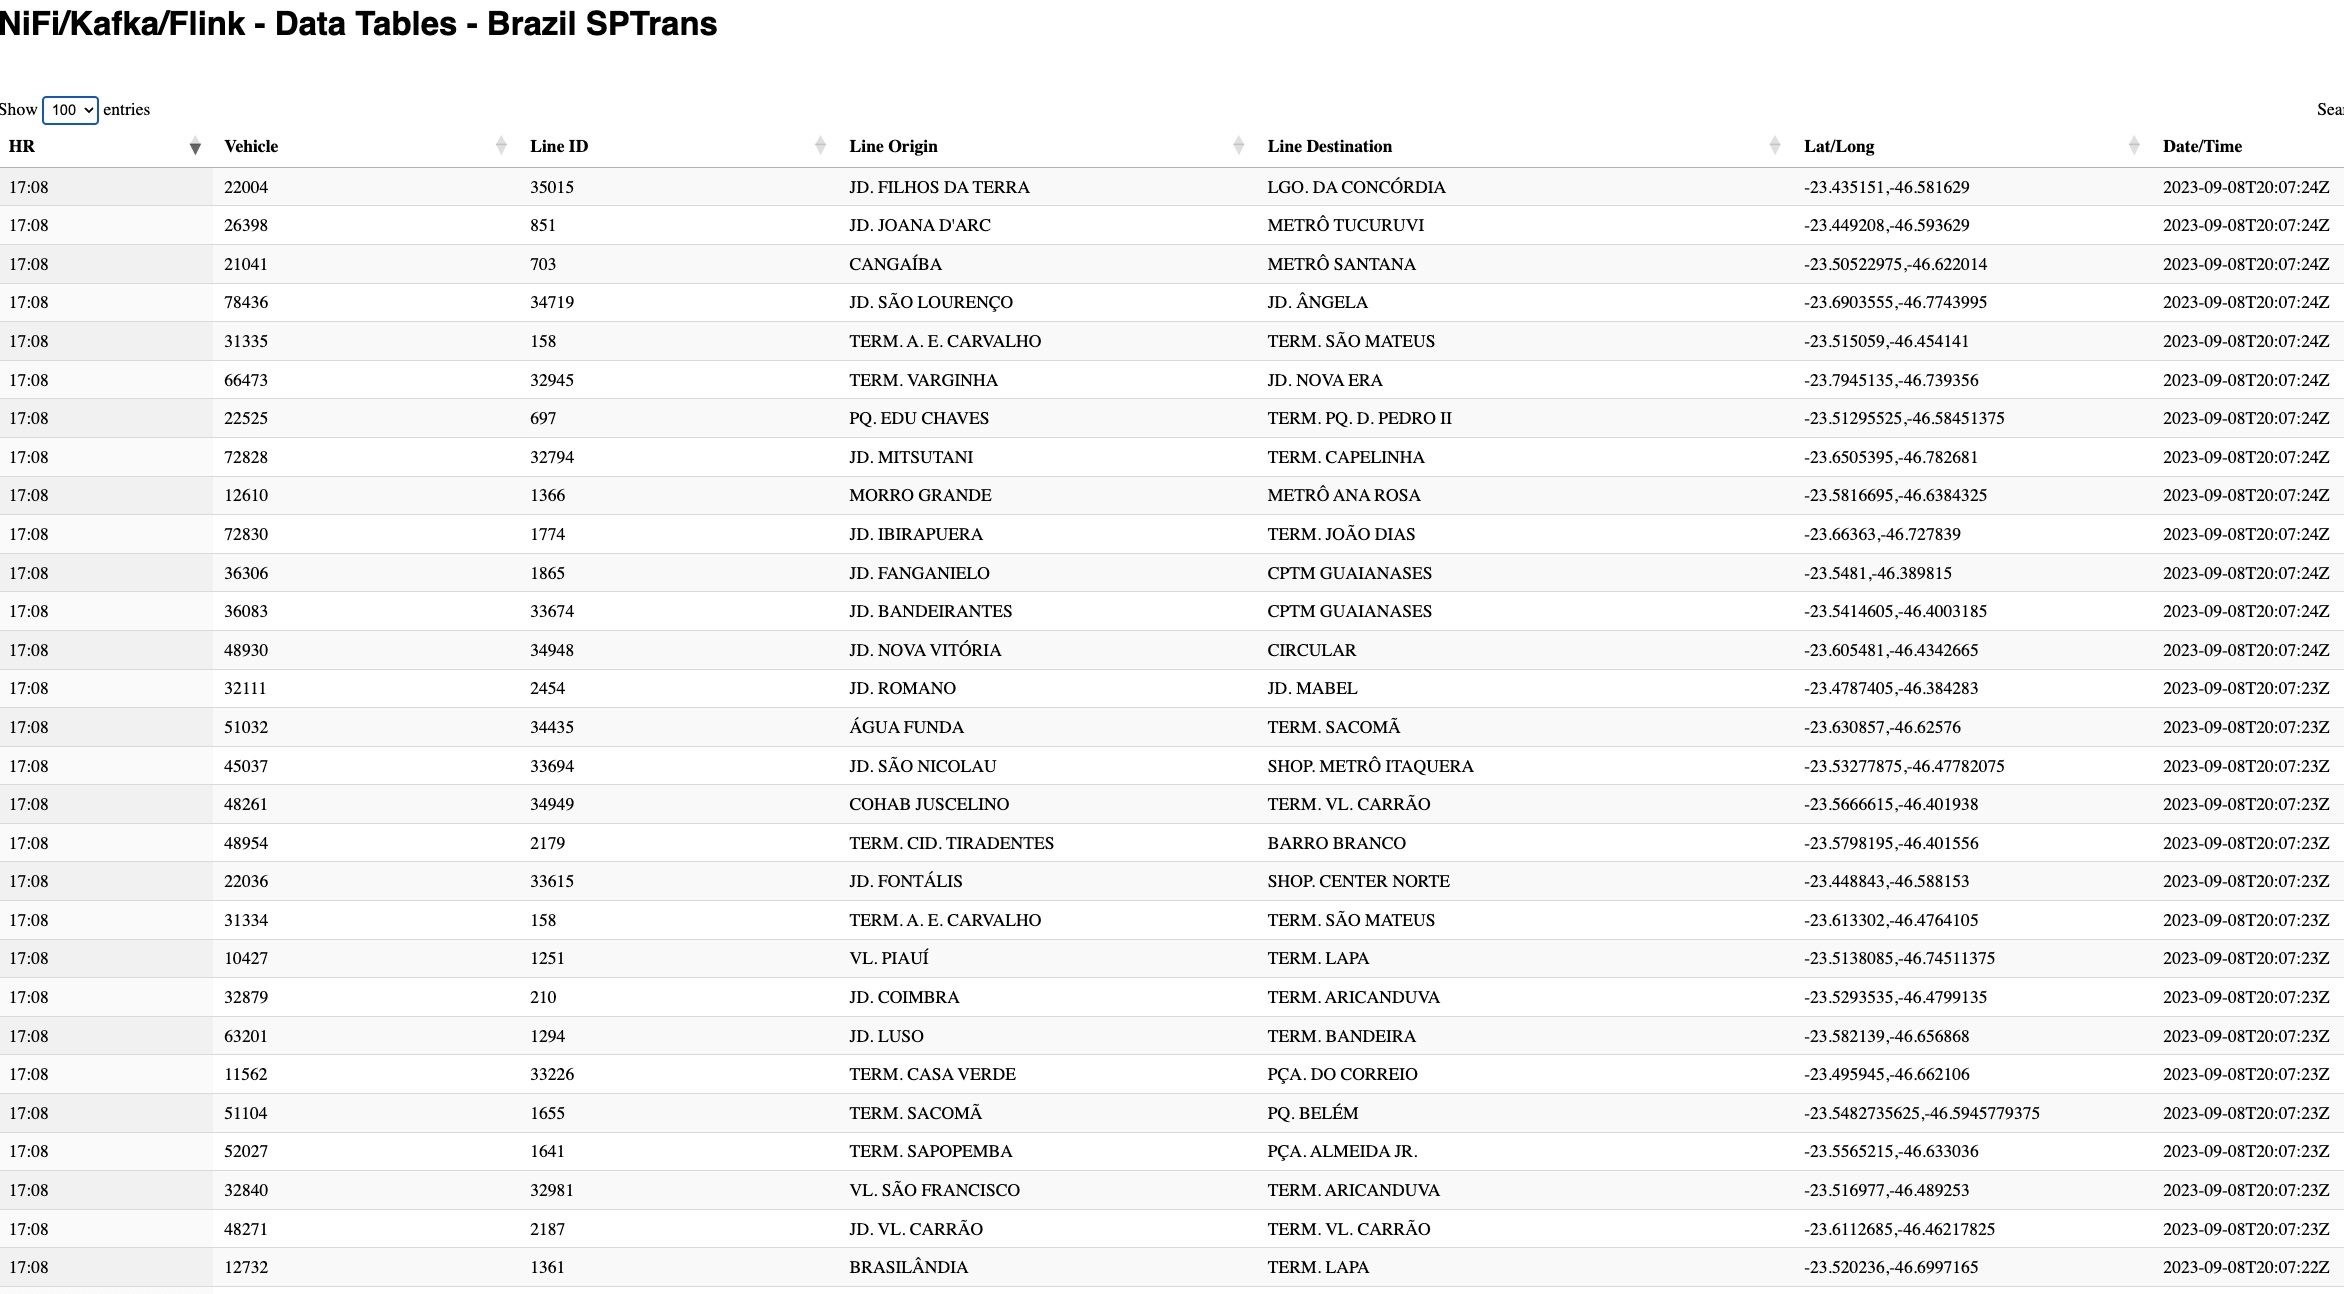 NiFi/Kafka/Flink - Data Tables - Brazil SPTrans
Show 100 entries
HR Vehicle Line ID Line Origin Line Destination Lat/Long Date/Time
17:08 22004 35015 JD. FILHOS DA TERRA LGO. DA CONCÓRDIA -23.435151,-46.581629 2023-09-08T20:07:24Z
17:08 26398 851 JD. JOANA D'ARC METRÔ TUCURUVI -23.449208,-46.593629 2023-09-08T20:07:24Z
17:08 21041 703 CANGAÍBA METRÔ SANTANA -23.50522975,-46.622014 2023-09-08T20:07:24Z
17:08 78436 34719 JD. SÃO LOURENÇO JD. ÂNGELA -23.6903555,-46.7743995 2023-09-08T20:07:24Z
17:08 31335 158 TERM. A. E. CARVALHO TERM. SÃO MATEUS -23.515059,-46.454141 2023-09-08T20:07:24Z
17:08 66473 32945 TERM. VARGINHA JD. NOVA ERA -23.7945135,-46.739356 2023-09-08T20:07:24Z
17:08 22525 697 PQ. EDU CHAVES TERM. PQ. D. PEDRO II -23.51295525,-46.58451375 2023-09-08T20:07:24Z
17:08 72828 32794 JD. MITSUTANI TERM. CAPELINHA -23.6505395,-46.782681 2023-09-08T20:07:24Z
17:08 12610 1366 MORRO GRANDE METRÔ ANA ROSA -23.5816695,-46.6384325 2023-09-08T20:07:24Z
17:08 72830 1774 JD. IBIRAPUERA TERM. JOÃO DIAS -23.66363,-46.727839 2023-09-08T20:07:24Z
17:08 36306 1865 JD. FANGANIELO CPTM GUAIANASES -23.5481,-46.389815 2023-09-08T20:07:24Z
17:08 36083 33674 JD. BANDEIRANTES CPTM GUAIANASES -23.5414605,-46.4003185 2023-09-08T20:07:24Z
17:08 48930 34948 JD. NOVA VITÓRIA CIRCULAR -23.605481,-46.4342665 2023-09-08T20:07:24Z
17:08 32111 2454 JD. ROMANO JD. MABEL -23.4787405,-46.384283 2023-09-08T20:07:23Z
17:08 51032 34435 ÁGUA FUNDA TERM. SACOMÃ -23.630857,-46.62576 2023-09-08T20:07:23Z
17:08 45037 33694 JD. SÃO NICOLAU SHOP. METRÔ ITAQUERA -23.53277875,-46.47782075 2023-09-08T20:07:23Z
17:08 48261 34949 COHAB JUSCELINO TERM. VL. CARRÃO -23.5666615,-46.401938 2023-09-08T20:07:23Z
17:08 48954 2179 TERM. CID. TIRADENTES BARRO BRANCO -23.5798195,-46.401556 2023-09-08T20:07:23Z
17:08 22036 33615 JD. FONTÁLIS SHOP. CENTER NORTE -23.448843,-46.588153 2023-09-08T20:07:23Z
17:08 31334 158 TERM. A. E. CARVALHO TERM. SÃO MATEUS -23.613302,-46.4764105 2023-09-08T20:07:23Z
17:08 10427 1251 VL. PIAUÍ TERM. LAPA -23.5138085,-46.74511375 2023-09-08T20:07:23Z
17:08 32879 210 JD. COIMBRA TERM. ARICANDUVA -23.5293535,-46.4799135 2023-09-08T20:07:23Z
17:08 63201 1294 JD. LUSO TERM. BANDEIRA -23.582139,-46.656868 2023-09-08T20:07:23Z
17:08 11562 33226 TERM. CASA VERDE PÇA. DO CORREIO -23.495945,-46.662106 2023-09-08T20:07:23Z
17:08 51104 1655 TERM. SACOMÃ PQ. BELÉM -23.5482735625,-46.5945779375 2023-09-08T20:07:23Z
17:08 52027 1641 TERM. SAPOPEMBA PÇA. ALMEIDA JR. -23.5565215,-46.633036 2023-09-08T20:07:23Z
17:08 32840 32981 VL. SÃO FRANCISCO TERM. ARICANDUVA -23.516977,-46.489253 2023-09-08T20:07:23Z
17:08 48271 2187 JD. VL. CARRÃO TERM. VL. CARRÃO -23.6112685,-46.46217825 2023-09-08T20:07:23Z
17:08 12732 1361 BRASILÂNDIA TERM. LAPA -23.520236,-46.6997165 2023-09-08T20:07:22Z